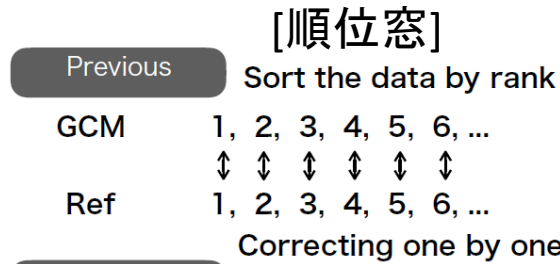 [順位窓]
Previous
Sort the data by rank
GCM 1, 2, 3, 4, 5, 6, ...
Ref 1, 2, 3, 4, 5, 6, ...
Correcting one by one